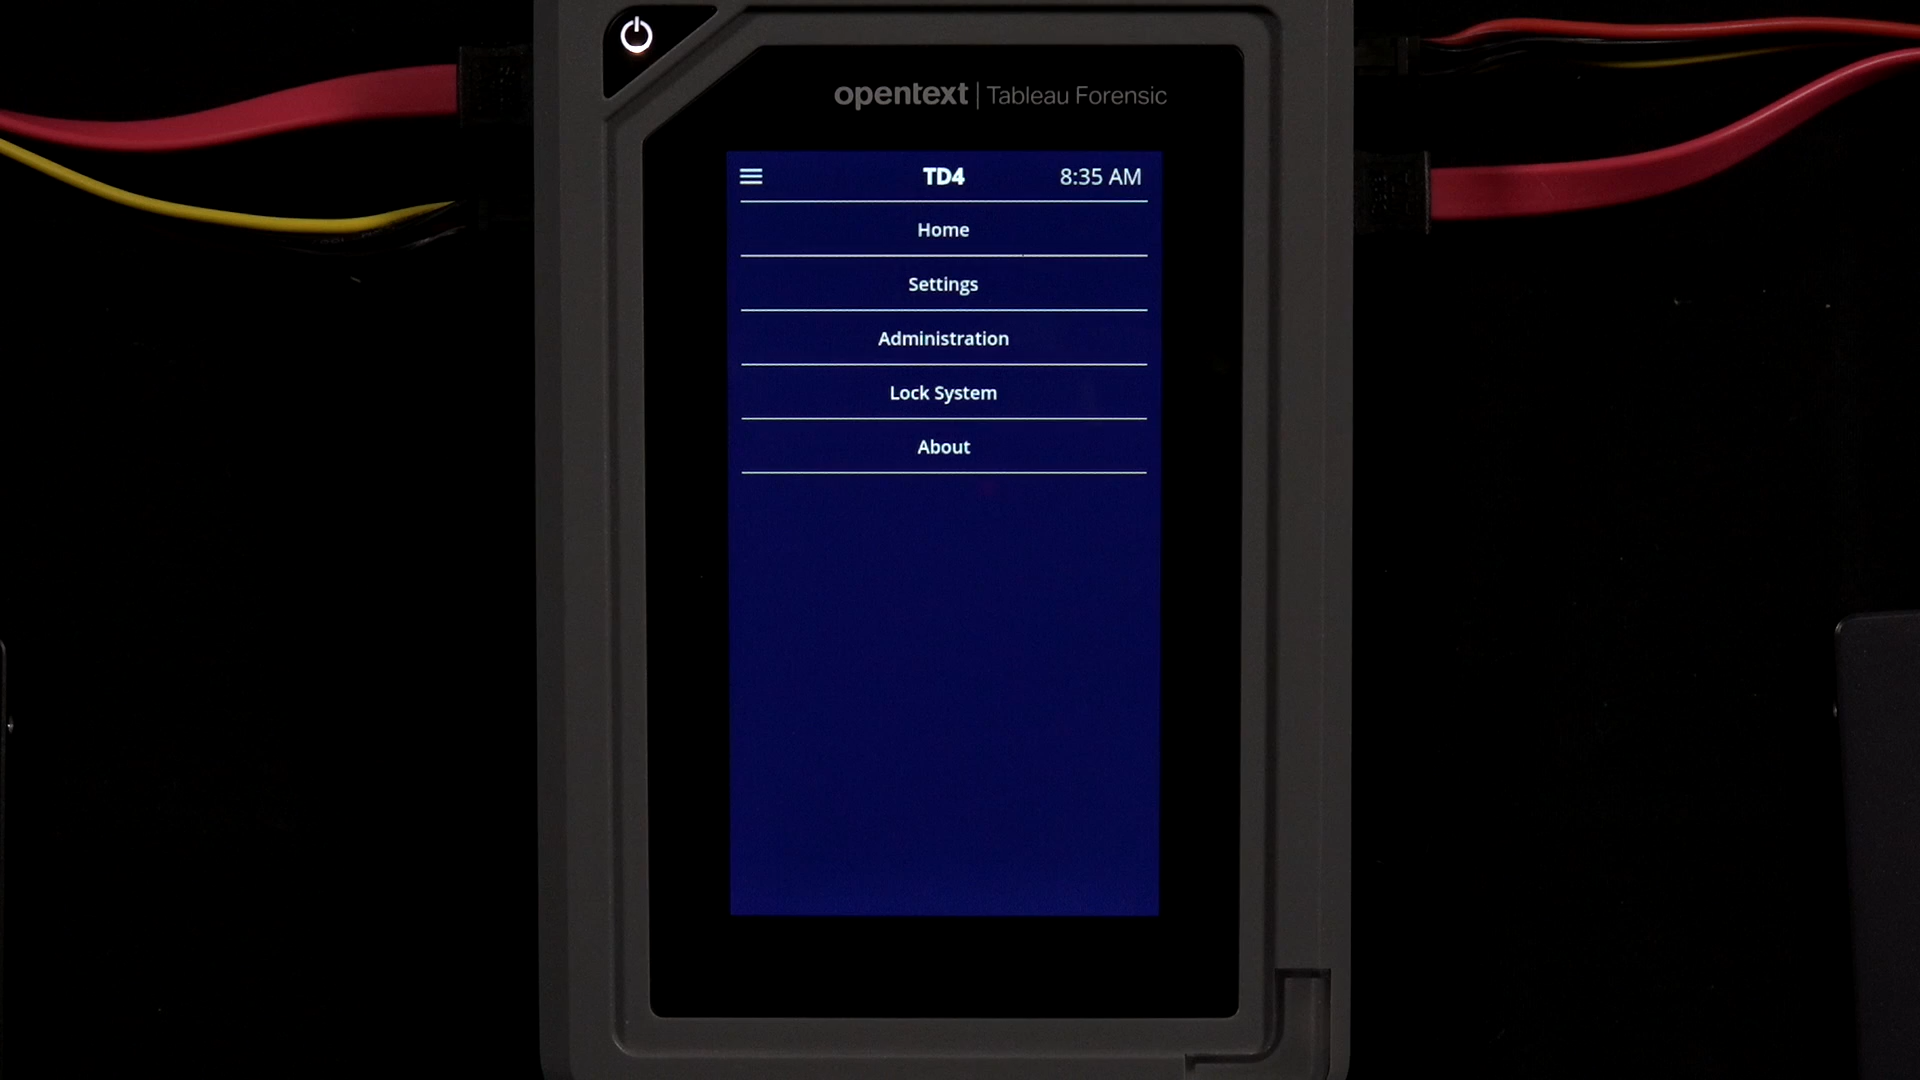 opentext | Tableau Forensic
TD4 8:35 AM
Home
Settings
Administration
Lock System
About